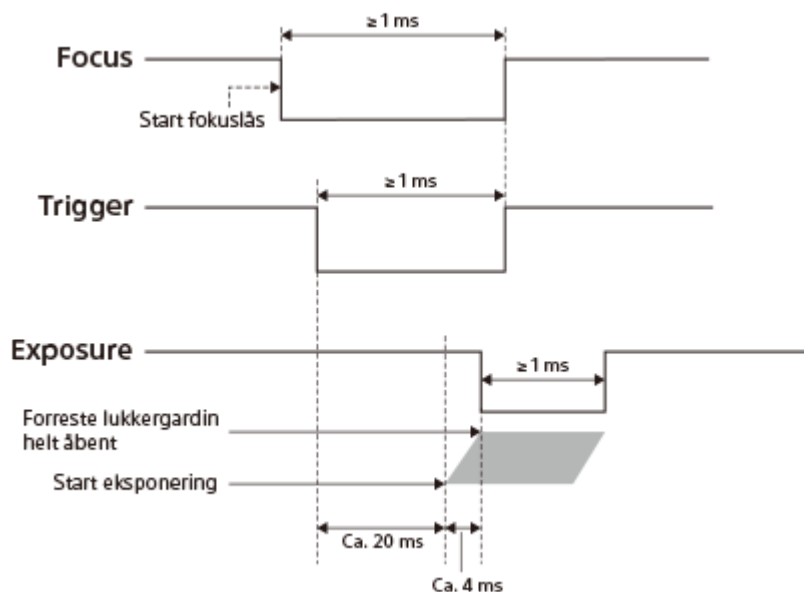 ≥1 ms
Focus
Start fokuslås
≥1 ms
Trigger
Exposure
≥1 ms
Forreste lukkergardin
helt åbent
Start eksponering
Ca. 20 ms
Ca. 4 ms